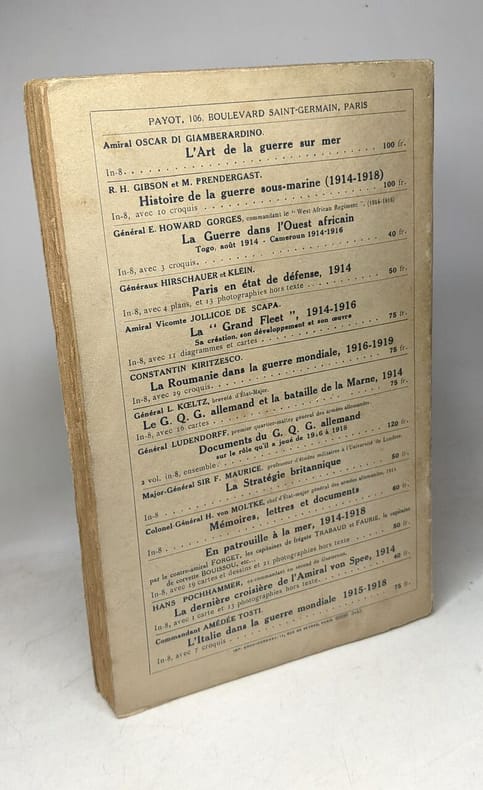 PAYOT, 106, BOULEVARD SAINT-GERMAIN, PARIS
Amiral OSCAR DI GIAMBERARDINO.
L'Art de la guerre sur mer
In-8. 100 fr.
R. H. GIBSON et M. PRENDERGAST.
Histoire de la guerre sous-marine (1914-1918)
In-8, avec 10 croquis. 100 fr.
Général E. HOWARD GORGES, commandant le "West African Regiment", (1914-1916)
La Guerre dans l'Ouest africain
Togo, août 1914 - Cameroun 1914-1916
In-8, avec 3 croquis. 40 fr.
Généraux HIRSCHAUER et KLEIN.
Paris en état de défense, 1914
In-8, avec 4 plans, et 13 photographies hors texte 50 fr.
Amiral Vicomte JOLLICOE DE SCAPA.
La " Grand Fleet ", 1914-1916
Sa création, son développement et son œuvre
In-8, avec 11 diagrammes et cartes 75 fr.
CONSTANTIN KIRITZESCO.
La Roumanie dans la guerre mondiale, 1916-1919
In-8, avec 29 croquis. 75 fr.
Général L. KŒLTZ, breveté d'État-Major.
Le G. Q. G. allemand et la bataille de la Marne, 1914
In-8, avec 16 cartes 75 fr.
Général LUDENDORFF, premier quartier-maître général des armées allemandes.
Documents du G. Q. G. allemand
sur le rôle qu'il a joué de 1916 à 1918
2 vol. in-8, ensemble 120 fr.
Major-Général SIR F. MAURICE, professeur d'études militaires à l'Université de Londres.
La Stratégie britannique
In-8 50 fr.
Colonel Général H. von MOLTKE, chef d'État-major général des armées allemandes, 1914
Mémoires, lettres et documents
In-8 60 fr.
En patrouille à la mer, 1914-1918
par le contre-amiral FORGET, les capitaines de frégate TRABAUD et FAURIE, le capitaine
de corvette BOUISSOU, etc...
In-8, avec 19 cartes et dessins et 21 photographies hors texte 50 fr.
HANS POCHHAMMER, ex-commandant en second du Gneisenau.
La dernière croisière de l'Amiral von Spee, 1914
In-8, avec 1 carte et 13 photographies hors texte. 40 fr.
Commandant AMÉDÉE TOSTI.
L'Italie dans la guerre mondiale 1915-1918
In-8, avec 7 croquis 75 fr.